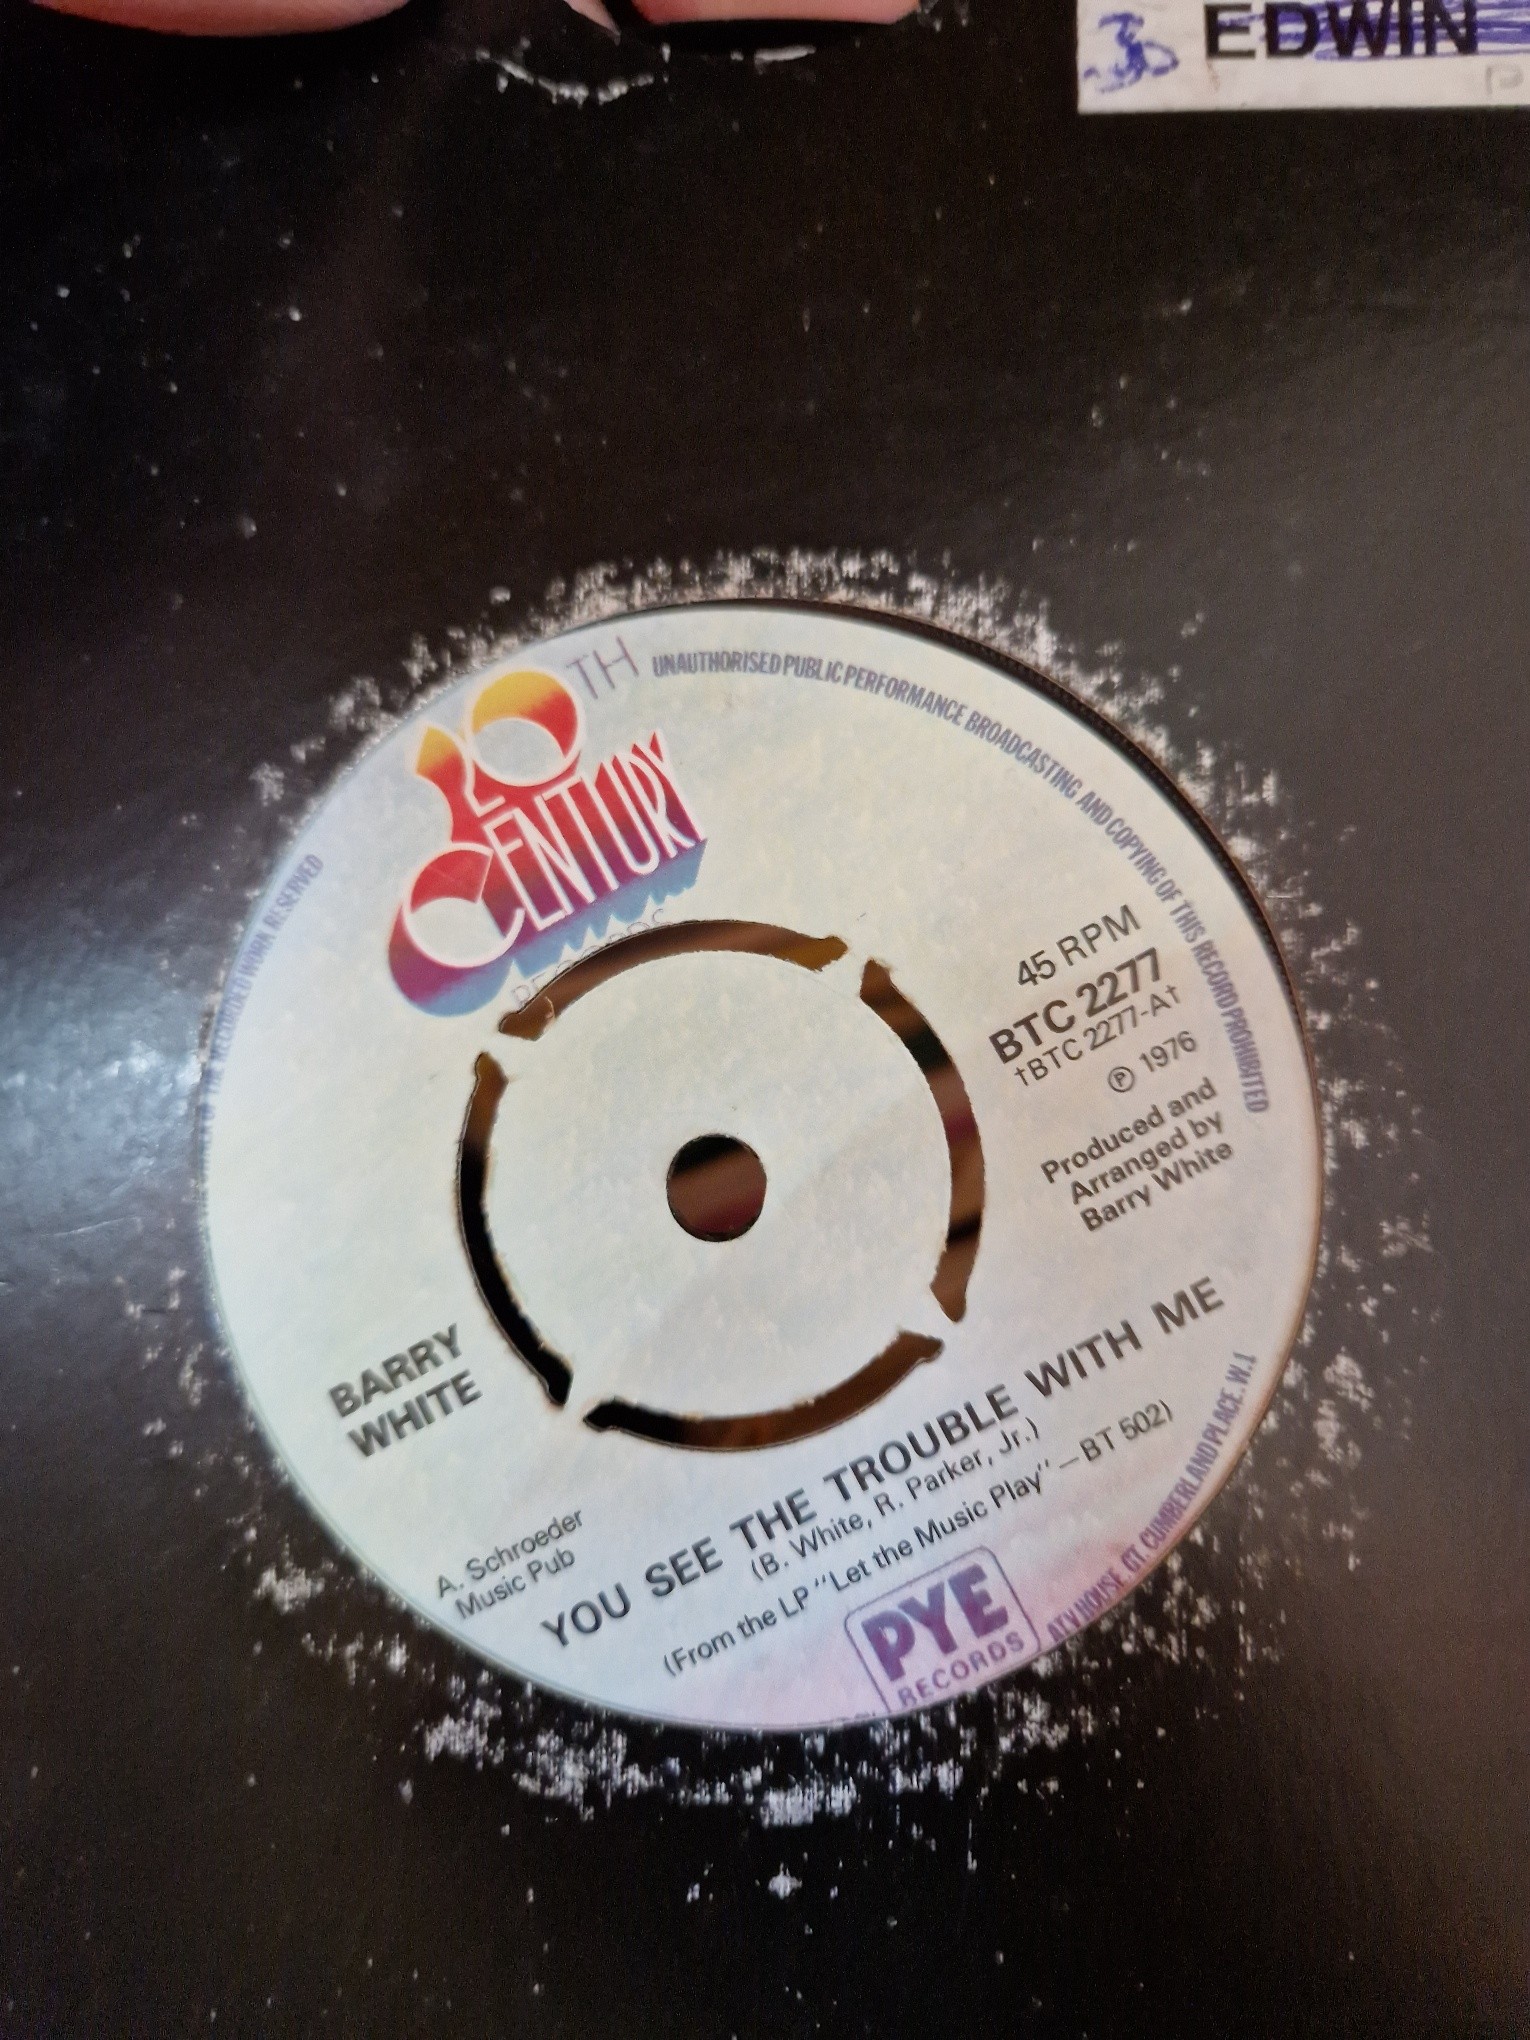 EDWIN
20TH
CENTURY
RECORDS
UNAUTHORISED PUBLIC PERFORMANCE BROADCASTING AND COPYING OF THIS RECORD PROHIBITED
RECORDED WORK RESERVED
45 RPM
BTC 2277
†BTC 2277-A†
℗ 1976
Produced and
Arranged by
Barry White
BARRY
WHITE
A. Schroeder
Music Pub
YOU SEE THE TROUBLE WITH ME
(B. White, R. Parker, Jr.)
(From the LP "Let the Music Play" — BT 502)
PYE
RECORDS
ATV HOUSE, GT. CUMBERLAND PLACE, W.1